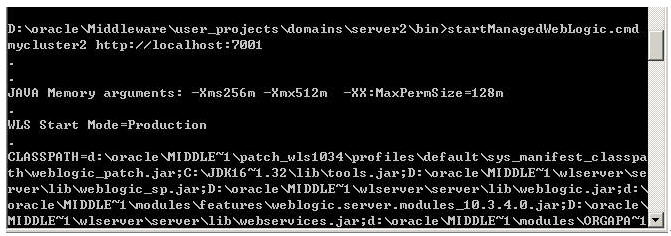 D:\oracle\Middleware\user_projects\domains\server2\bin>startManagedWebLogic.cmd
mycluster2 http://localhost:7001
.
.
JAVA Memory arguments: -Xms256m -Xmx512m  -XX:MaxPermSize=128m
.
WLS Start Mode=Production
.
CLASSPATH=d:\oracle\MIDDLE~1\patch_wls1034\profiles\default\sys_manifest_classpa
th\weblogic_patch.jar;C:\JDK16~1.32\lib\tools.jar;D:\oracle\MIDDLE~1\wlserver\se
rver\lib\weblogic_sp.jar;D:\oracle\MIDDLE~1\wlserver\server\lib\weblogic.jar;d:\
oracle\MIDDLE~1\modules\features\weblogic.server.modules_10.3.4.0.jar;D:\oracle\
MIDDLE~1\wlserver\server\lib\webservices.jar;d:\oracle\MIDDLE~1\modules\ORGAPA~1